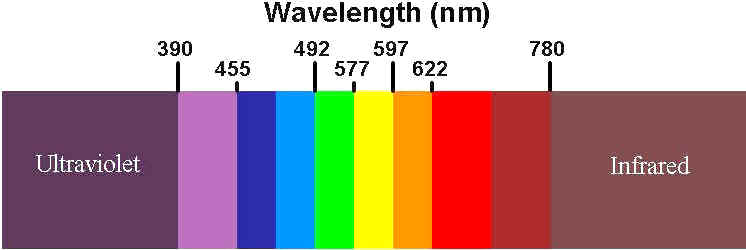 Wavelength (nm)
390 492 597 780
455 577 622
Ultraviolet Infrared